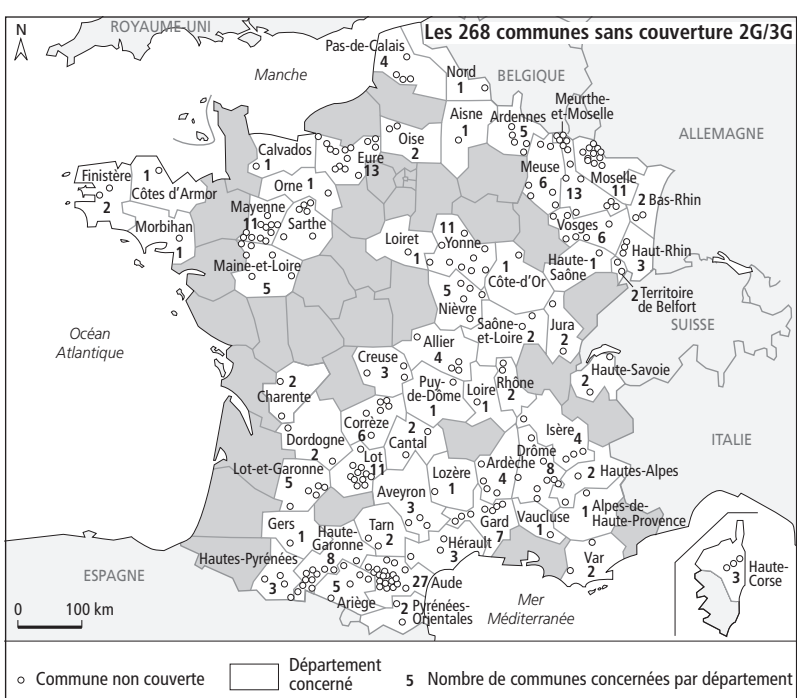 ROYAUME-UNI
Les 268 communes sans couverture 2G/3G
N
Pas-de-Calais
4
Manche
Nord
1
BELGIQUE
Meurthe-
et-Moselle
Aisne
1
Ardennes
5
ALLEMAGNE
Oise
2
Calvados
1
Eure
13
Meuse
6
13
Moselle
11
2 Bas-Rhin
Finistère
2
1
Côtes d'Armor
Orne 1
Mayenne
11
Sarthe
Morbihan
1
Vosges
6
Loiret
1
11
Yonne
Haute-
Saône
1
Haut-Rhin
3
Maine-et-Loire
5
1
Côte-d'Or
2 Territoire
de Belfort
5
Nièvre
SUISSE
Océan
Atlantique
Saône-
et-Loire
2
Jura
2
Allier
4
Creuse
3
Haute-Savoie
2
2
Charente
Puy-
de-Dôme
1
Loire
1
Rhône
2
Corrèze
6
2
Cantal
Isère
4
ITALIE
Dordogne
2
Drôme
8
Lot
11
Ardèche
4
2 Hautes-Alpes
Lot-et-Garonne
5
Lozère
1
Aveyron
3
1 Alpes-de-
Haute-Provence
Gers
1
Tarn
2
Gard
7
Vaucluse
1
Haute-
Garonne
8
Hérault
3
Hautes-Pyrénées
3
Var
2
ESPAGNE
5
Ariège
27 Aude
Haute-
Corse
3
2 Pyrénées-
Orientales
Mer
Méditerranée
0 100 km
Commune non couverte
Département
concerné
5 Nombre de communes concernées par département